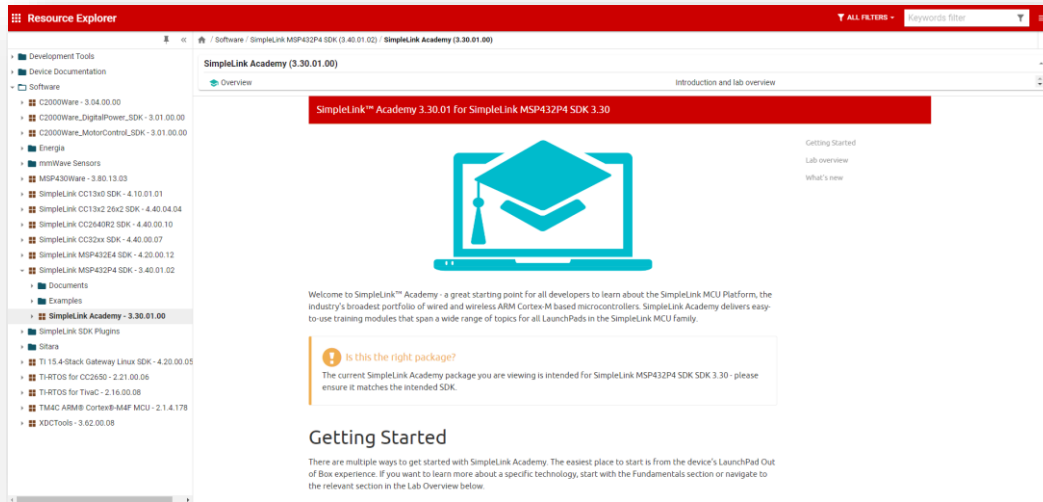 Resource Explorer
ALL FILTERS
Keywords filter
/ Software / SimpleLink MSP432P4 SDK (3.40.01.02) / SimpleLink Academy (3.30.01.00)
Development Tools
Device Documentation
Software
C2000Ware - 3.04.00.00
C2000Ware_DigitalPower_SDK - 3.01.00.00
C2000Ware_MotorControl_SDK - 3.01.00.00
Energia
mmWave Sensors
MSP430Ware - 3.80.13.03
SimpleLink CC13x0 SDK - 4.10.01.01
SimpleLink CC13x2 26x2 SDK - 4.40.04.04
SimpleLink CC2640R2 SDK - 4.40.00.10
SimpleLink CC32xx SDK - 4.40.00.07
SimpleLink MSP432E4 SDK - 4.20.00.12
SimpleLink MSP432P4 SDK - 3.40.01.02
Documents
Examples
SimpleLink Academy - 3.30.01.00
SimpleLink SDK Plugins
Sitara
TI 15.4-Stack Gateway Linux SDK - 4.20.00.05
TI-RTOS for CC2650 - 2.21.00.06
TI-RTOS for TivaC - 2.16.00.08
TM4C ARM® Cortex®-M4F MCU - 2.1.4.178
XDCTools - 3.62.00.08
SimpleLink Academy (3.30.01.00)
Overview
Introduction and lab overview
SimpleLink™ Academy 3.30.01 for SimpleLink MSP432P4 SDK 3.30
Getting Started
Lab overview
What's new
Welcome to SimpleLink™ Academy - a great starting point for all developers to learn about the SimpleLink MCU Platform, the
industry's broadest portfolio of wired and wireless ARM Cortex-M based microcontrollers. SimpleLink Academy delivers easy-
to-use training modules that span a wide range of topics for all LaunchPads in the SimpleLink MCU family.
Is this the right package?
The current SimpleLink Academy package you are viewing is intended for SimpleLink MSP432P4 SDK SDK 3.30 - please
ensure it matches the intended SDK.
Getting Started
There are multiple ways to get started with SimpleLink Academy. The easiest place to start is from the device's LaunchPad Out
of Box experience. If you want to learn more about a specific technology, start with the Fundamentals section or navigate to
the relevant section in the Lab Overview below.